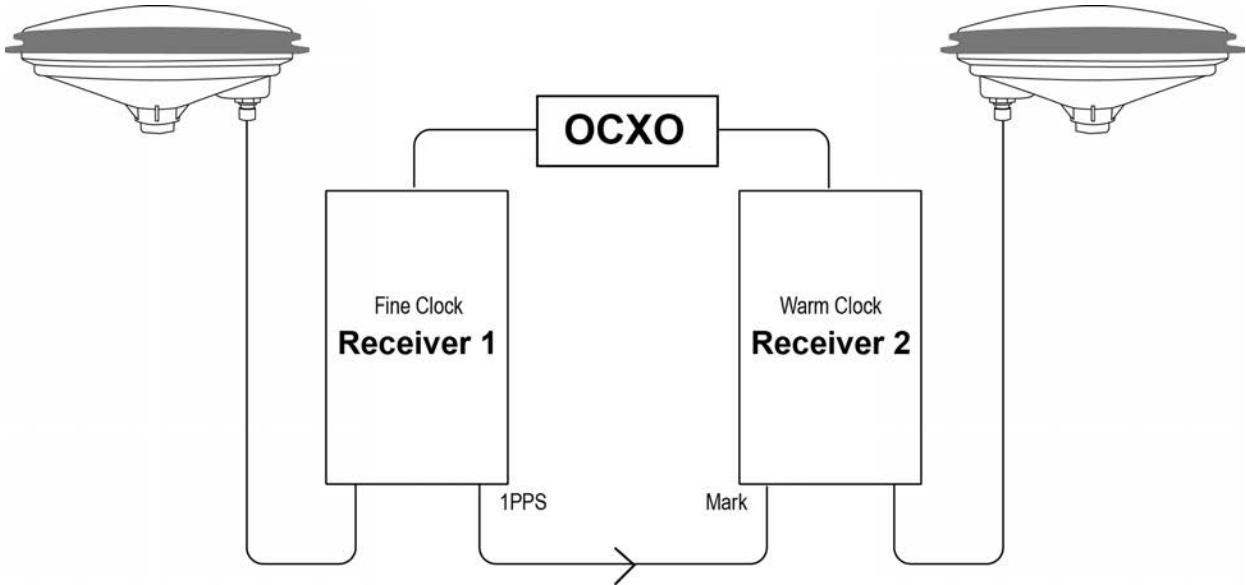 OCXO
Fine Clock
Receiver 1
Warm Clock
Receiver 2
1PPS
Mark